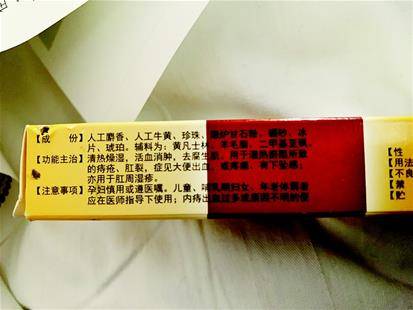 【成 份】人工麝香、人工牛黄、珍珠、煅炉甘石粉、硼砂、冰
片、琥珀。辅料为：黄凡士林、羊毛脂、二甲基亚砜。
【功能主治】清热燥湿，活血消肿，去腐生肌。用于湿热瘀阻所致
的痔疮、肛裂，症见大便出血，或疼痛、有下坠感；
亦用于肛周湿疹。
【注意事项】孕妇慎用或遵医嘱，儿童、哺乳期妇女、年老体弱者
应在医师指导下使用；内痔出血过多或原因不明的便
【性
【用法
【不良
【禁
【贮